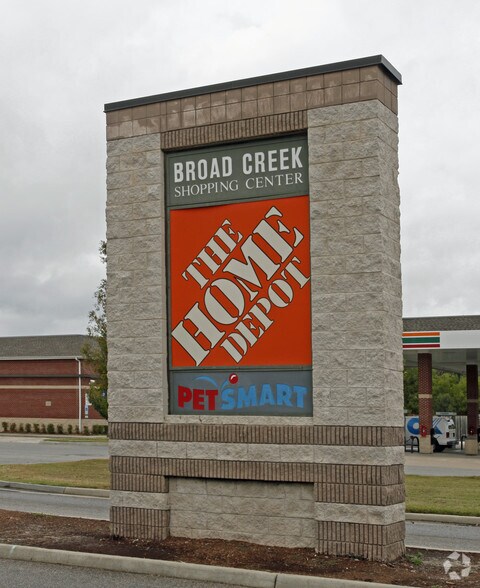 BROAD CREEK
SHOPPING CENTER
THE
HOME
DEPOT
PETSMART